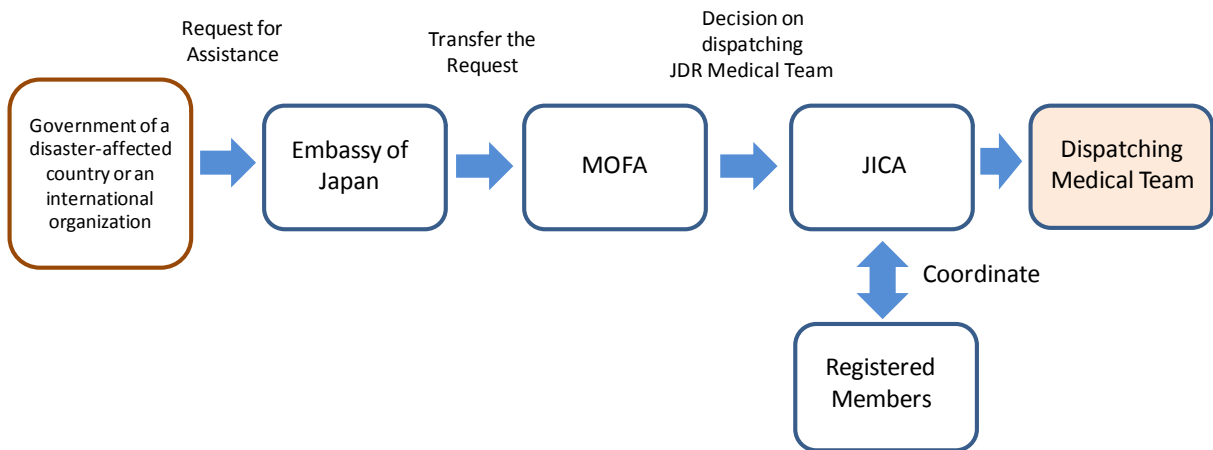 Request for
Assistance
Transfer the
Request
Decision on
dispatching
JDR Medical Team
Government of a
disaster-affected
country or an
international
organization
Embassy of
Japan
MOFA
JICA
Dispatching
Medical Team
Coordinate
Registered
Members